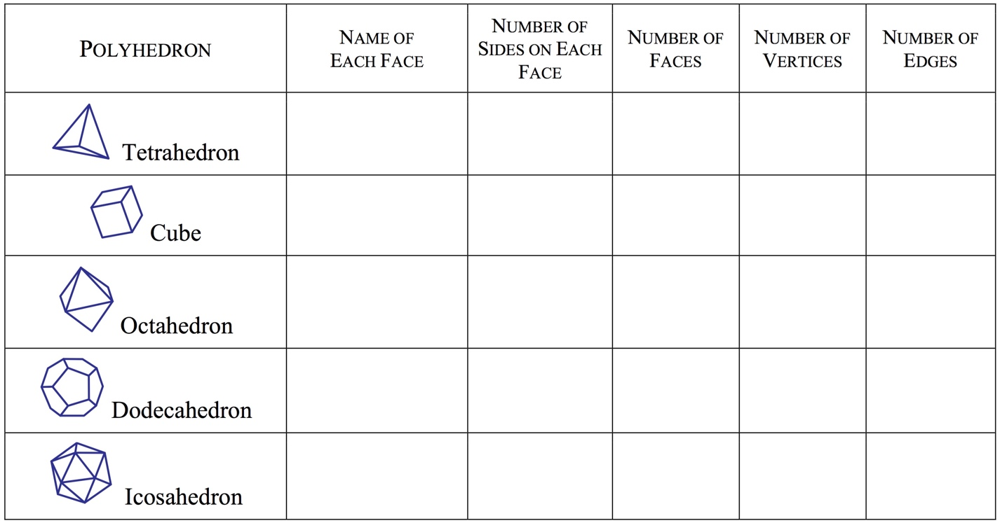 POLYHEDRON
NAME OF
EACH FACE
NUMBER OF
SIDES ON EACH
FACE
NUMBER OF
FACES
NUMBER OF
VERTICES
NUMBER OF
EDGES
Tetrahedron
Cube
Octahedron
Dodecahedron
Icosahedron